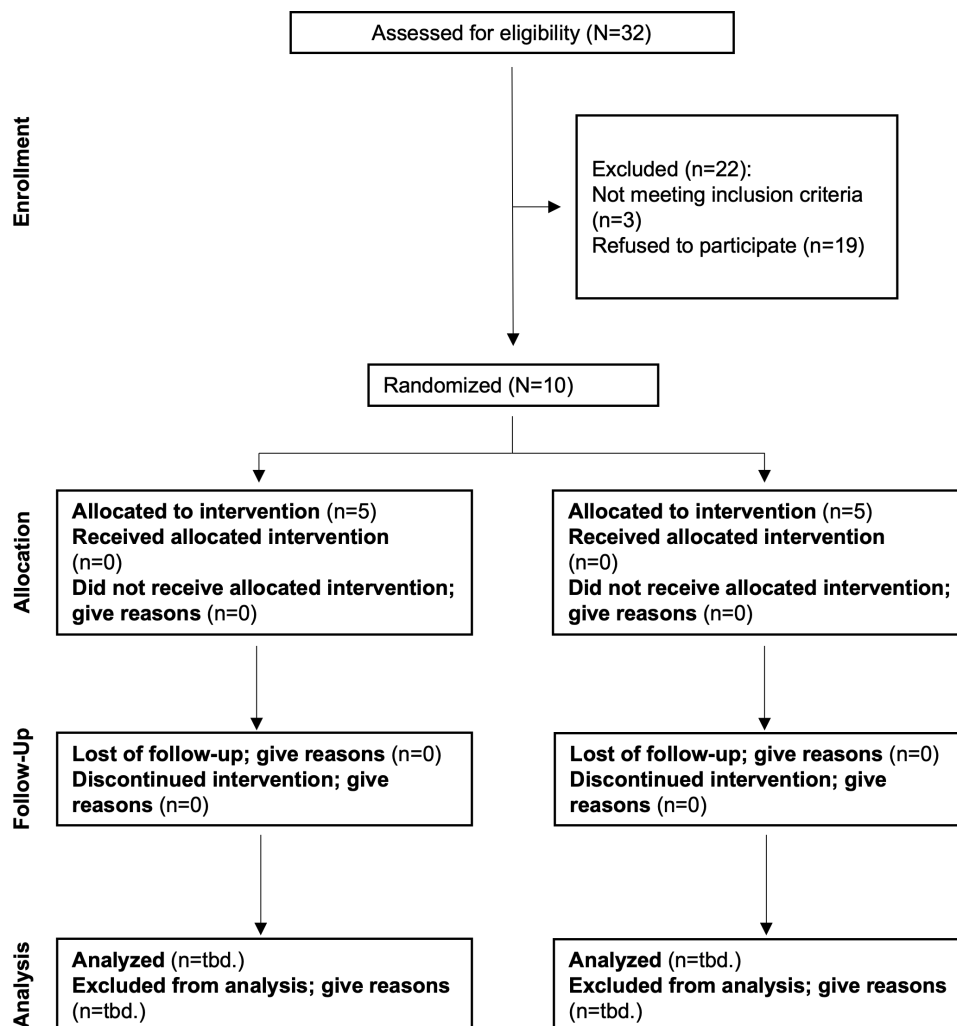 Assessed for eligibility (N=32)
Enrollment
Excluded (n=22):
Not meeting inclusion criteria
(n=3)
Refused to participate (n=19)
Randomized (N=10)
Allocation
Allocated to intervention (n=5)
Received allocated intervention
(n=0)
Did not receive allocated intervention;
give reasons (n=0)
Allocated to intervention (n=5)
Received allocated intervention
(n=0)
Did not receive allocated intervention;
give reasons (n=0)
Follow-Up
Lost of follow-up; give reasons (n=0)
Discontinued intervention; give
reasons (n=0)
Lost of follow-up; give reasons (n=0)
Discontinued intervention; give
reasons (n=0)
Analysis
Analyzed (n=tbd.)
Excluded from analysis; give reasons
(n=tbd.)
Analyzed (n=tbd.)
Excluded from analysis; give reasons
(n=tbd.)